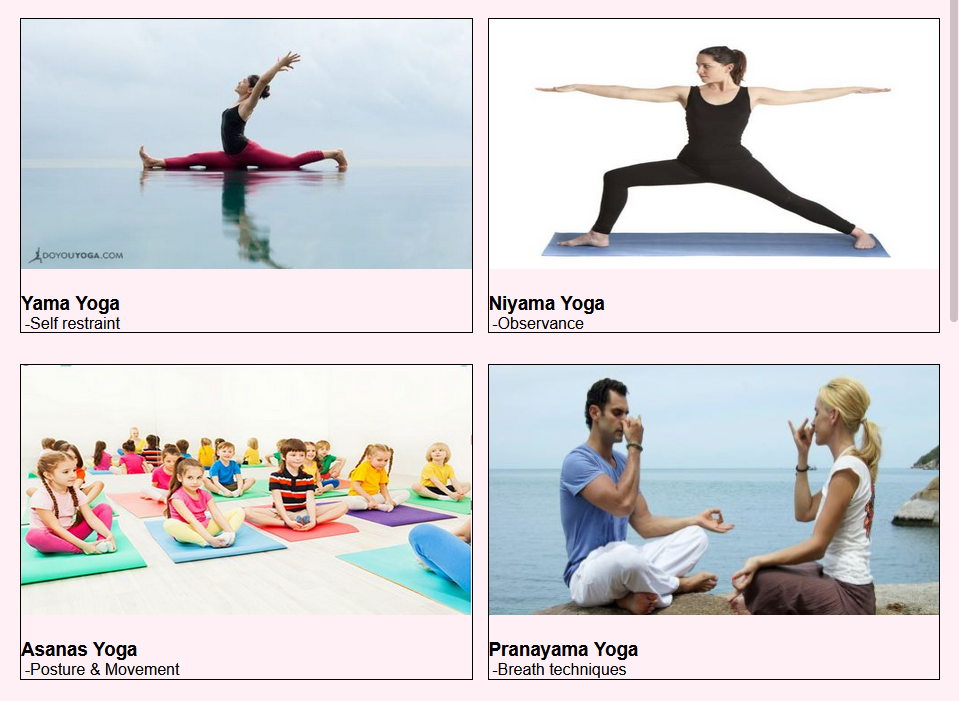 DOYOUYOGA.COM
Yama Yoga
-Self restraint
Niyama Yoga
-Observance
Asanas Yoga
-Posture & Movement
Pranayama Yoga
-Breath techniques